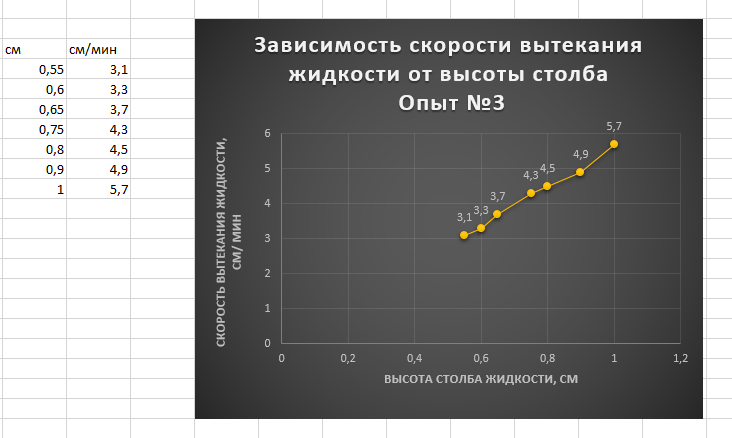 см см/мин
0,55 3,1
0,6 3,3
0,65 3,7
0,75 4,3
0,8 4,5
0,9 4,9
1 5,7
Зависимость скорости вытекания
жидкости от высоты столба
Опыт №3
СКОРОСТЬ ВЫТЕКАНИЯ ЖИДКОСТИ,
СМ/ МИН
6
5
4
3
2
1
0
3,1
3,3
3,7
4,3
4,5
4,9
5,7
0 0,2 0,4 0,6 0,8 1 1,2
ВЫСОТА СТОЛБА ЖИДКОСТИ, СМ